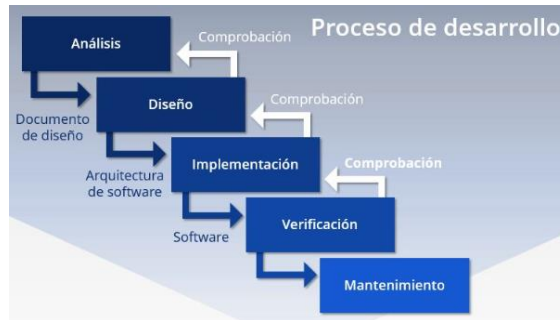 Proceso de desarrollo
Análisis
Comprobación
Documento
de diseño
Diseño
Comprobación
Arquitectura
de software
Implementación
Comprobación
Software
Verificación
Mantenimiento